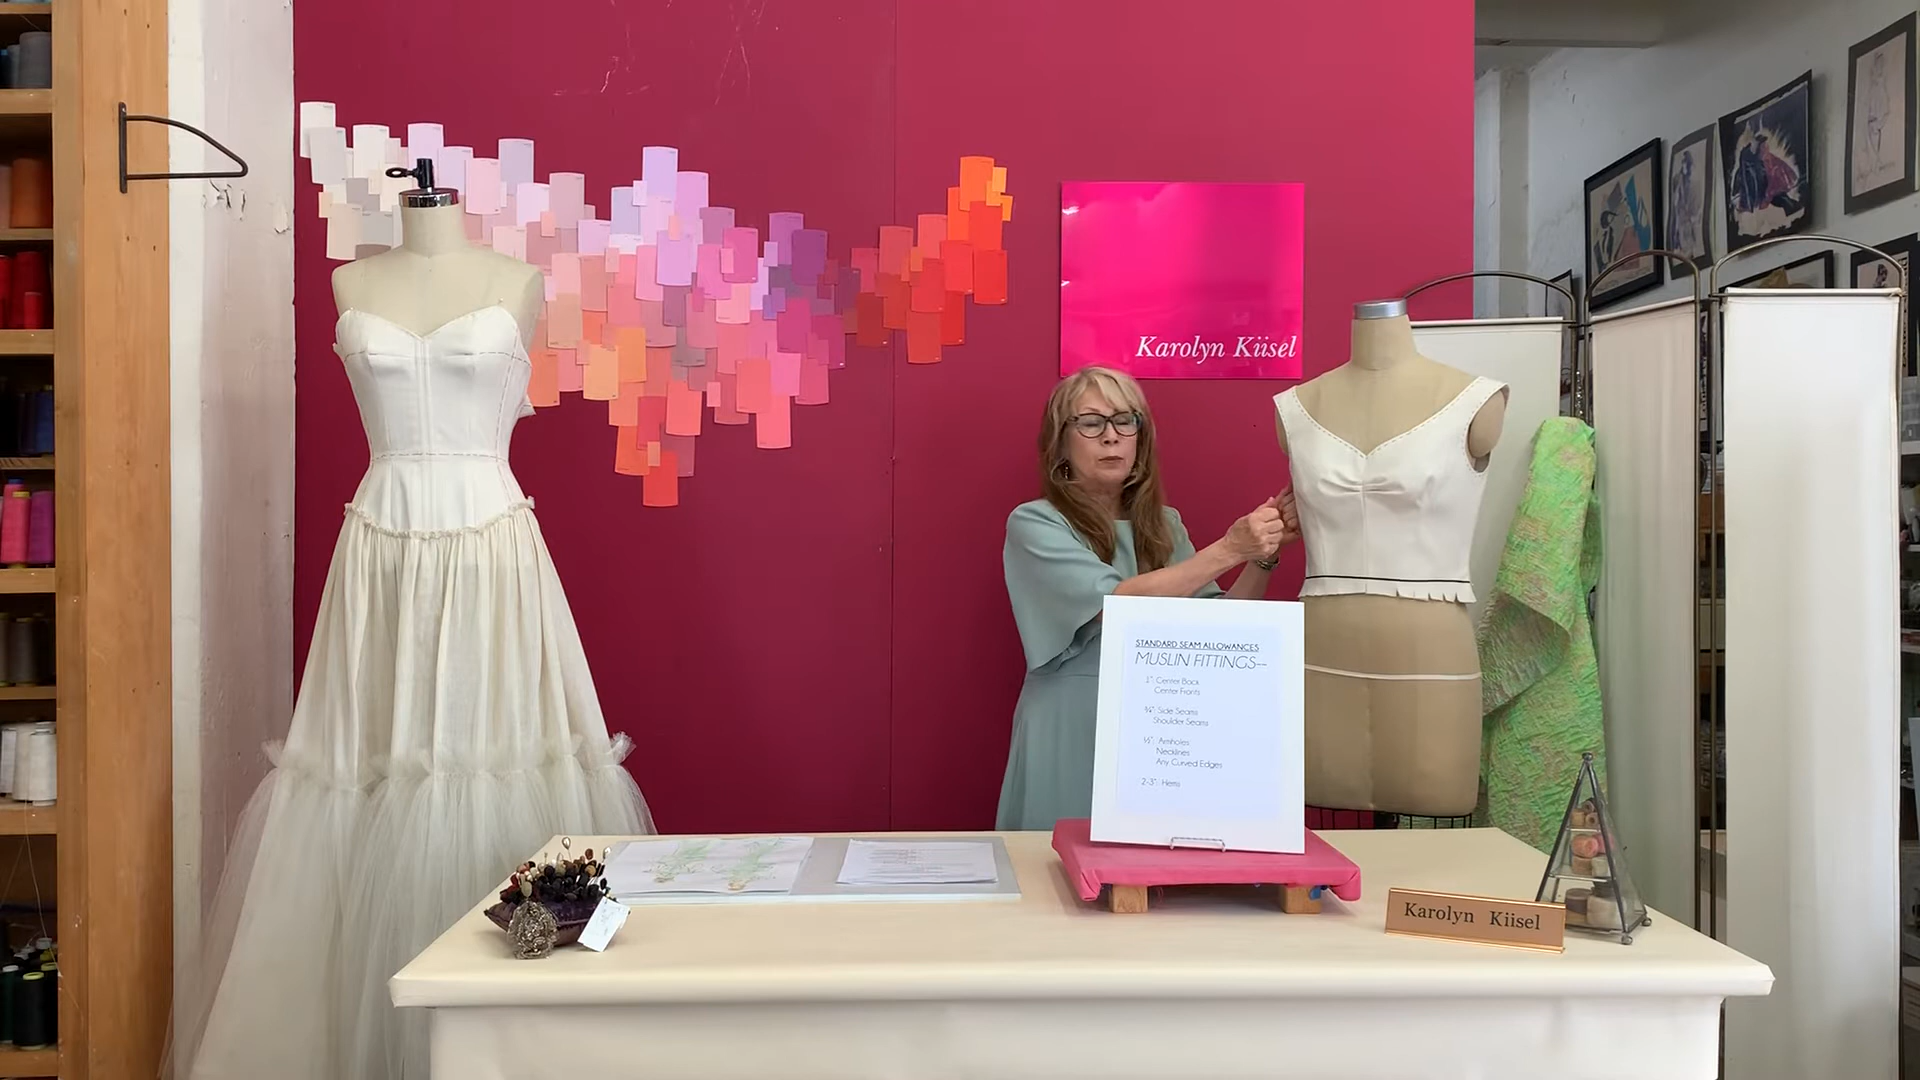 Karolyn Kiisel
STANDARD SEAM ALLOWANCES
MUSLIN FITTINGS—
1": Center Back
Center Fronts
¾": Side Seams
Shoulder Seams
½": Armholes
Necklines
Any Curved Edges
2-3": Hems
Karolyn Kiisel